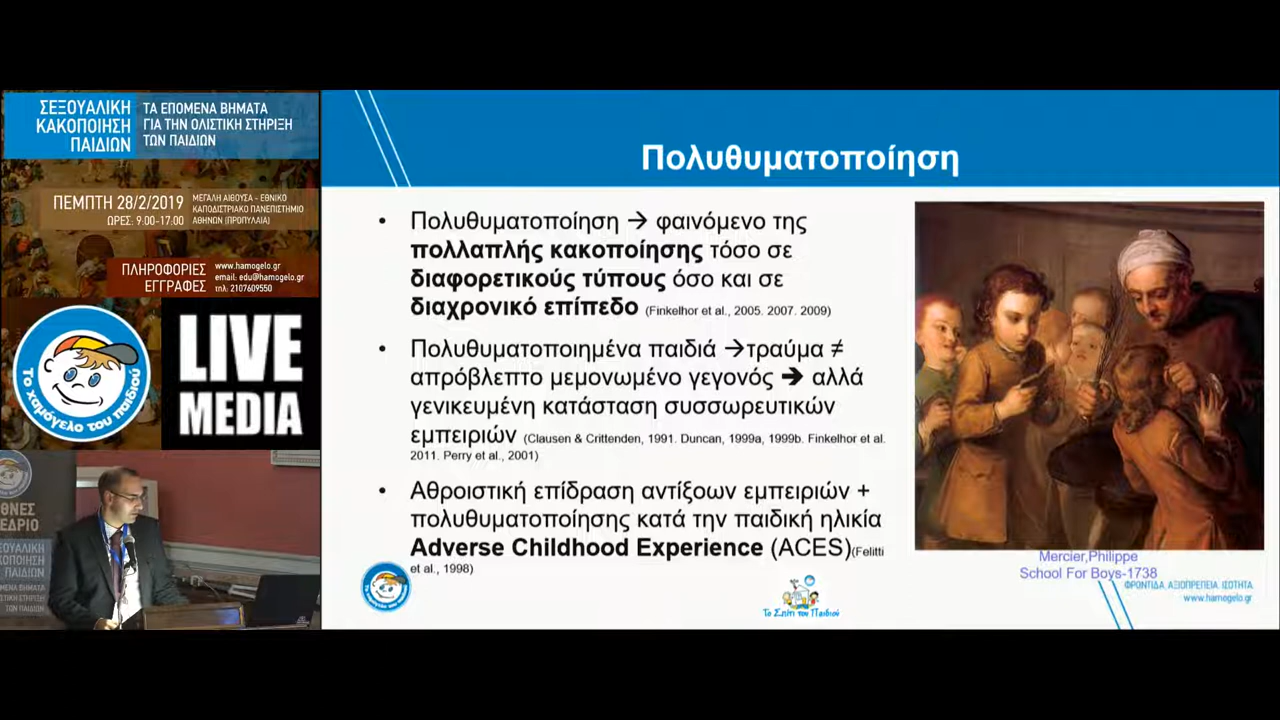 ΣΕΞΟΥΑΛΙΚΗ
ΚΑΚΟΠΟΙΗΣΗ
ΠΑΙΔΙΩΝ
ΤΑ ΕΠΟΜΕΝΑ ΒΗΜΑΤΑ
ΓΙΑ ΤΗΝ ΟΛΙΣΤΙΚΗ ΣΤΗΡΙΞΗ
ΤΩΝ ΠΑΙΔΙΩΝ
ΠΕΜΠΤΗ 28/2/2019
ΩΡΕΣ: 9:00-17:00
ΜΕΓΑΛΗ ΑΙΘΟΥΣΑ - ΕΘΝΙΚΟ
ΚΑΠΟΔΙΣΤΡΙΑΚΟ ΠΑΝΕΠΙΣΤΗΜΙΟ
ΑΘΗΝΩΝ (ΠΡΟΠΥΛΑΙΑ)
ΠΛΗΡΟΦΟΡΙΕΣ
ΕΓΓΡΑΦΕΣ
www.hamogelo.gr
email: edu@hamogelo.gr
τηλ: 2107609550
Το χαμόγελο του παιδιού
LIVE
MEDIA
ΘΝΕΣ
ΕΔΡΙΟ
ΕΞΟΥΑΛΙΚΗ
ΚΟΠΟΙΗΣΗ
ΠΑΙΔΙΩΝ
Πολυθυματοποίηση
• Πολυθυματοποίηση → φαινόμενο της
πολλαπλής κακοποίησης τόσο σε
διαφορετικούς τύπους όσο και σε
διαχρονικό επίπεδο (Finkelhor et al., 2005. 2007. 2009)
• Πολυθυματοποιημένα παιδιά →τραύμα ≠
απρόβλεπτο μεμονωμένο γεγονός → αλλά
γενικευμένη κατάσταση συσσωρευτικών
εμπειριών (Clausen & Crittenden, 1991. Duncan, 1999a, 1999b. Finkelhor et al.
2011. Perry et al., 2001)
• Αθροιστική επίδραση αντίξοων εμπειριών +
πολυθυματοποίησης κατά την παιδική ηλικία
Adverse Childhood Experience (ACES)(Felitti
et al., 1998)
Mercier,Philippe
School For Boys-1738
Το Σπίτι του Παιδιού
ΦΡΟΝΤΙΔΑ. ΑΞΙΟΠΡΕΠΕΙΑ. ΙΣΟΤΗΤΑ.
www.hamogelo.gr